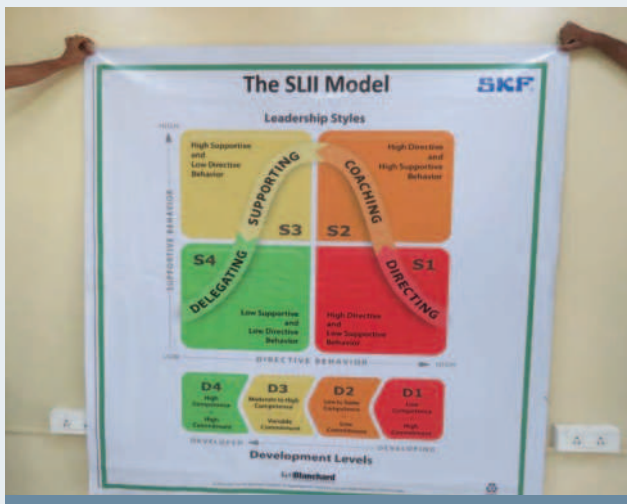 The SLII Model
SKF
Leadership Styles
HIGH
SUPPORTIVE BEHAVIOR
High Supportive
and
Low Directive
Behavior
SUPPORTING
S3
High Directive
and
High Supportive
Behavior
COACHING
S2
S4
DELEGATING
Low Supportive
and
Low Directive
Behavior
S1
DIRECTING
High Directive
and
Low Supportive
Behavior
LOW
DIRECTIVE BEHAVIOR
HIGH
D4
High
Competence
High
Commitment
D3
Moderate to High
Competence
Variable
Commitment
D2
Low to Some
Competence
Low
Commitment
D1
Low
Competence
High
Commitment
DEVELOPED
DEVELOPING
Development Levels
Blanchard